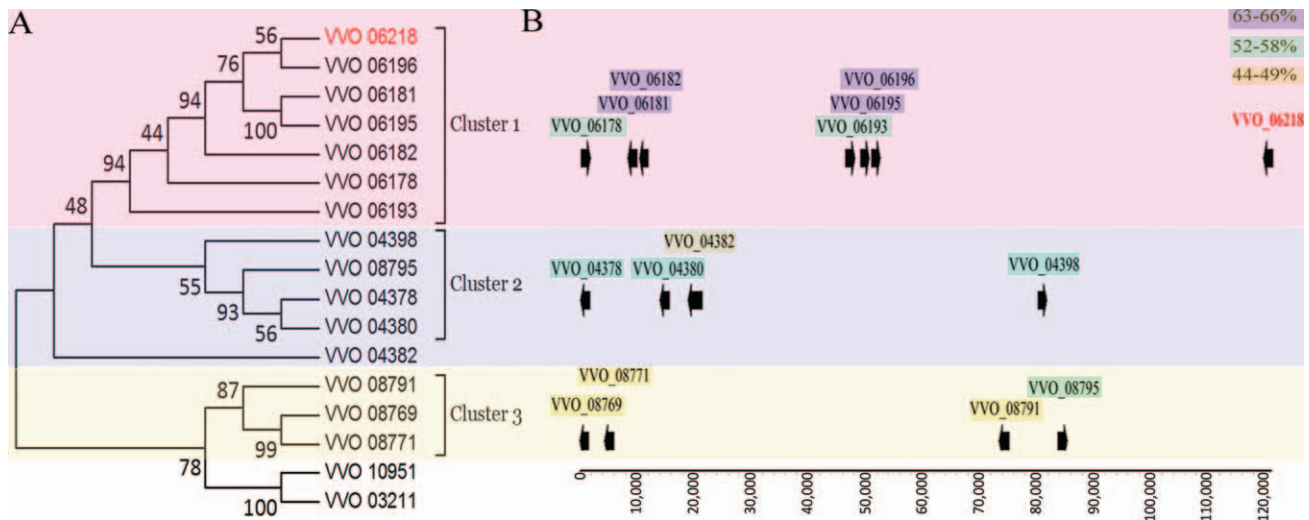 A
B
56
VVO 06218
76
VVO 06196
94
VVO 06181
100
VVO 06195
44
VVO 06182
94
VVO 06178
48
VVO 06193
Cluster 1
VVO 04398
VVO 08795
55
VVO 04378
93
VVO 04380
56
Cluster 2
VVO 04382
87
VVO 08791
VVO 08769
99
VVO 08771
Cluster 3
78
VVO 10951
100
VVO 03211
63-66%
52-58%
44-49%
VVO_06182
VVO_06196
VVO_06181
VVO_06195
VVO_06178
VVO_06193
VVO_06218
VVO_04382
VVO_04378
VVO_04380
VVO_04398
VVO_08771
VVO_08795
VVO_08769
VVO_08791
0
10,000
20,000
30,000
40,000
50,000
60,000
70,000
80,000
90,000
100,000
110,000
120,000